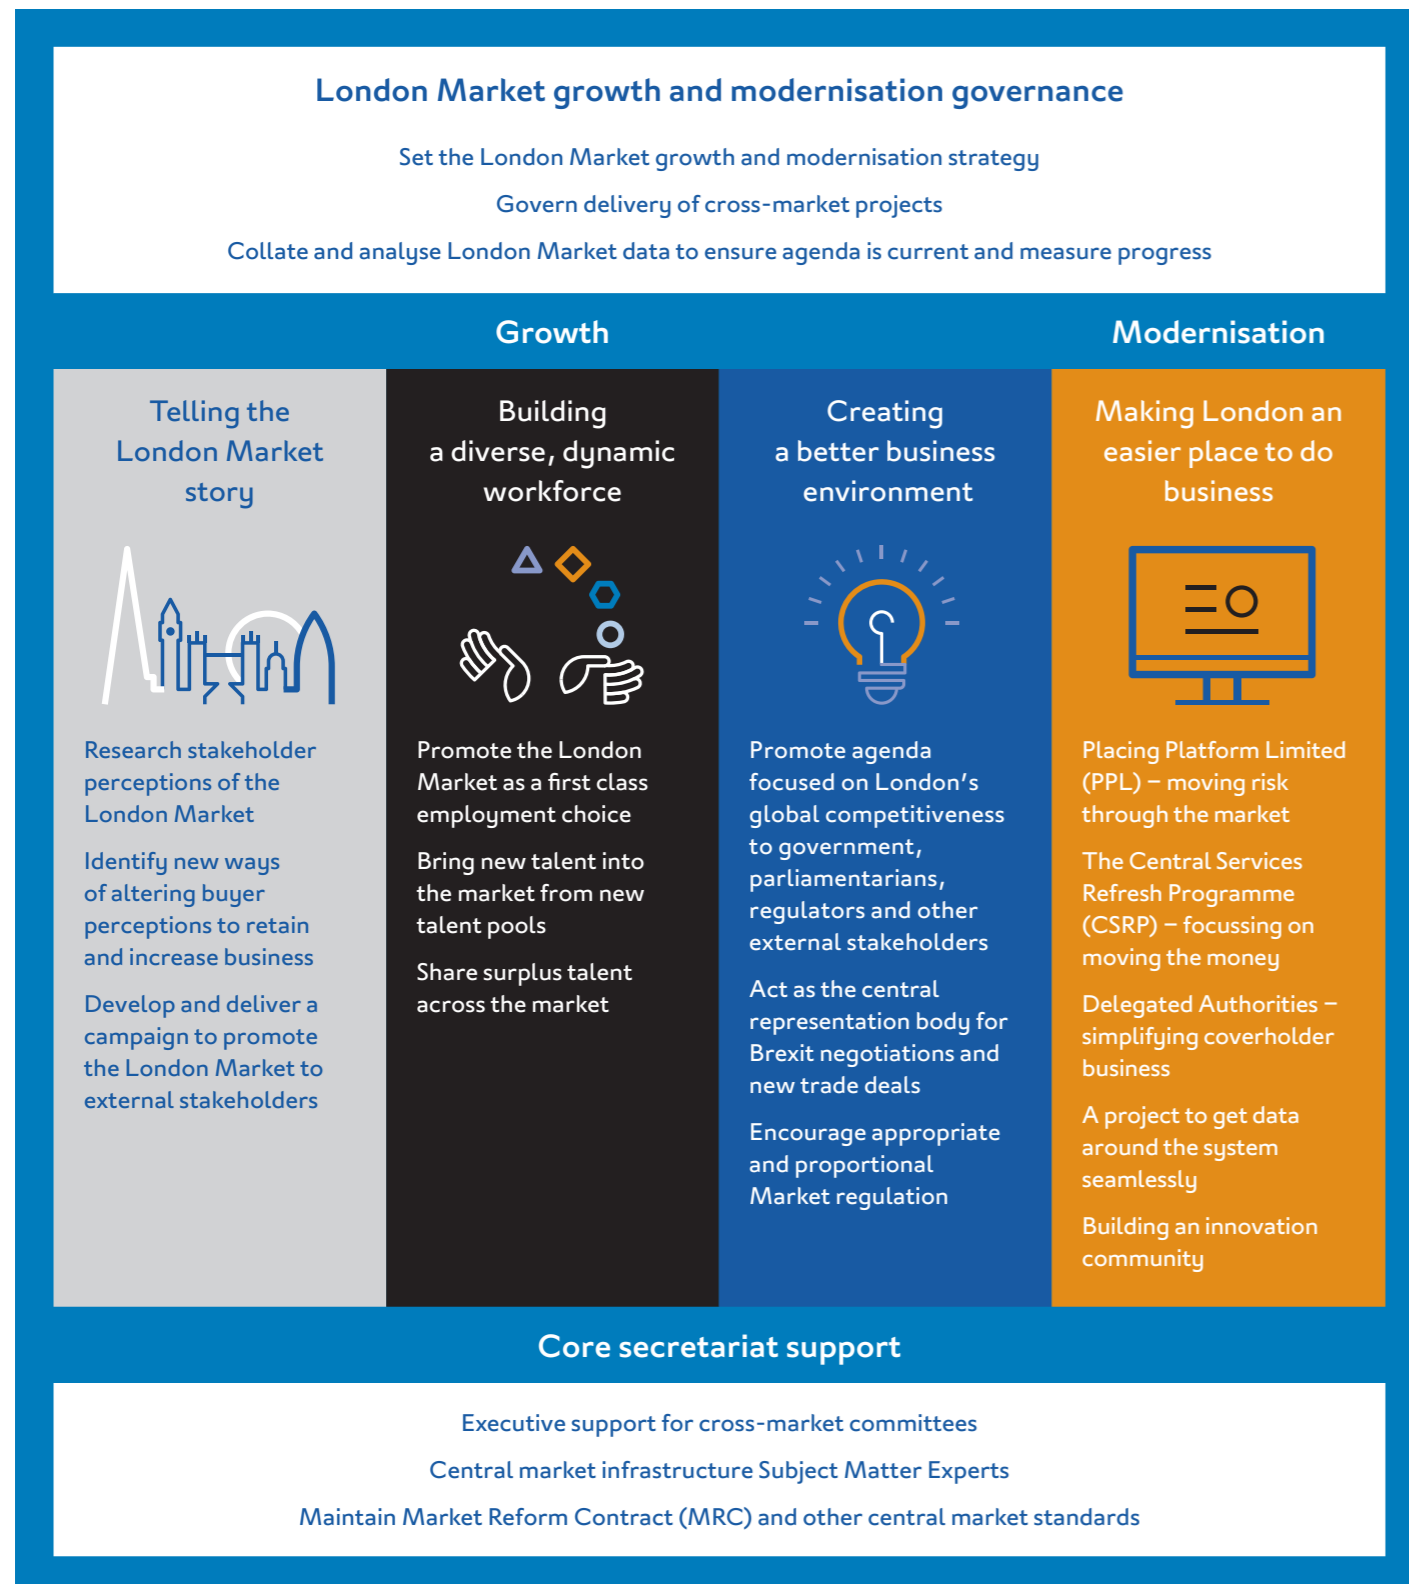 London Market growth and modernisation governance
Set the London Market growth and modernisation strategy
Govern delivery of cross-market projects
Collate and analyse London Market data to ensure agenda is current and measure progress
Growth
Modernisation
Telling the
London Market
story
Research stakeholder
perceptions of the
London Market
Identify new ways
of altering buyer
perceptions to retain
and increase business
Develop and deliver a
campaign to promote
the London Market to
external stakeholders
Building
a diverse, dynamic
workforce
Promote the London
Market as a first class
employment choice
Bring new talent into
the market from new
talent pools
Share surplus talent
across the market
Creating
a better business
environment
Promote agenda
focused on London's
global competitiveness
to government,
parliamentarians,
regulators and other
external stakeholders
Act as the central
representation body for
Brexit negotiations and
new trade deals
Encourage appropriate
and proportional
Market regulation
Making London an
easier place to do
business
Placing Platform Limited
(PPL) – moving risk
through the market
The Central Services
Refresh Programme
(CSRP) – focussing on
moving the money
Delegated Authorities –
simplifying coverholder
business
A project to get data
around the system
seamlessly
Building an innovation
community
Core secretariat support
Executive support for cross-market committees
Central market infrastructure Subject Matter Experts
Maintain Market Reform Contract (MRC) and other central market standards